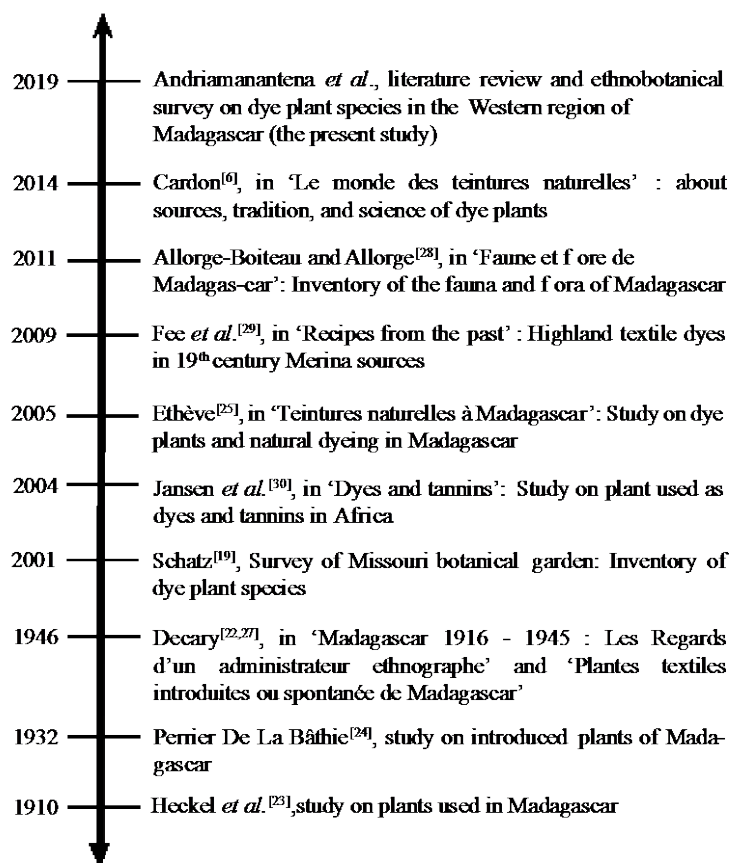 2019 Andriamanantena et al., literature review and ethnobotanical
survey on dye plant species in the Western region of
Madagascar (the present study)
2014 Cardon[6], in ‘Le monde des teintures naturelles’ : about
sources, tradition, and science of dye plants
2011 Allorge-Boiteau and Allorge[28], in ‘Faune et f ore de
Madagas-car’: Inventory of the fauna and f ora of Madagascar
2009 Fee et al.[29], in ‘Recipes from the past’ : Highland textile dyes
in 19th century Merina sources
2005 Ethève[25], in ‘Teintures naturelles à Madagascar’: Study on dye
plants and natural dyeing in Madagascar
2004 Jansen et al.[30], in ‘Dyes and tannins’: Study on plant used as
dyes and tannins in Africa
2001 Schatz[19], Survey of Missouri botanical garden: Inventory of
dye plant species
1946 Decary[22,27], in ‘Madagascar 1916 - 1945 : Les Regards
d’un administrateur ethnographe’ and ‘Plantes textiles
introduites ou spontanée de Madagascar’
1932 Perrier De La Bâthie[24], study on introduced plants of Mada-
gascar
1910 Heckel et al.[23],study on plants used in Madagascar